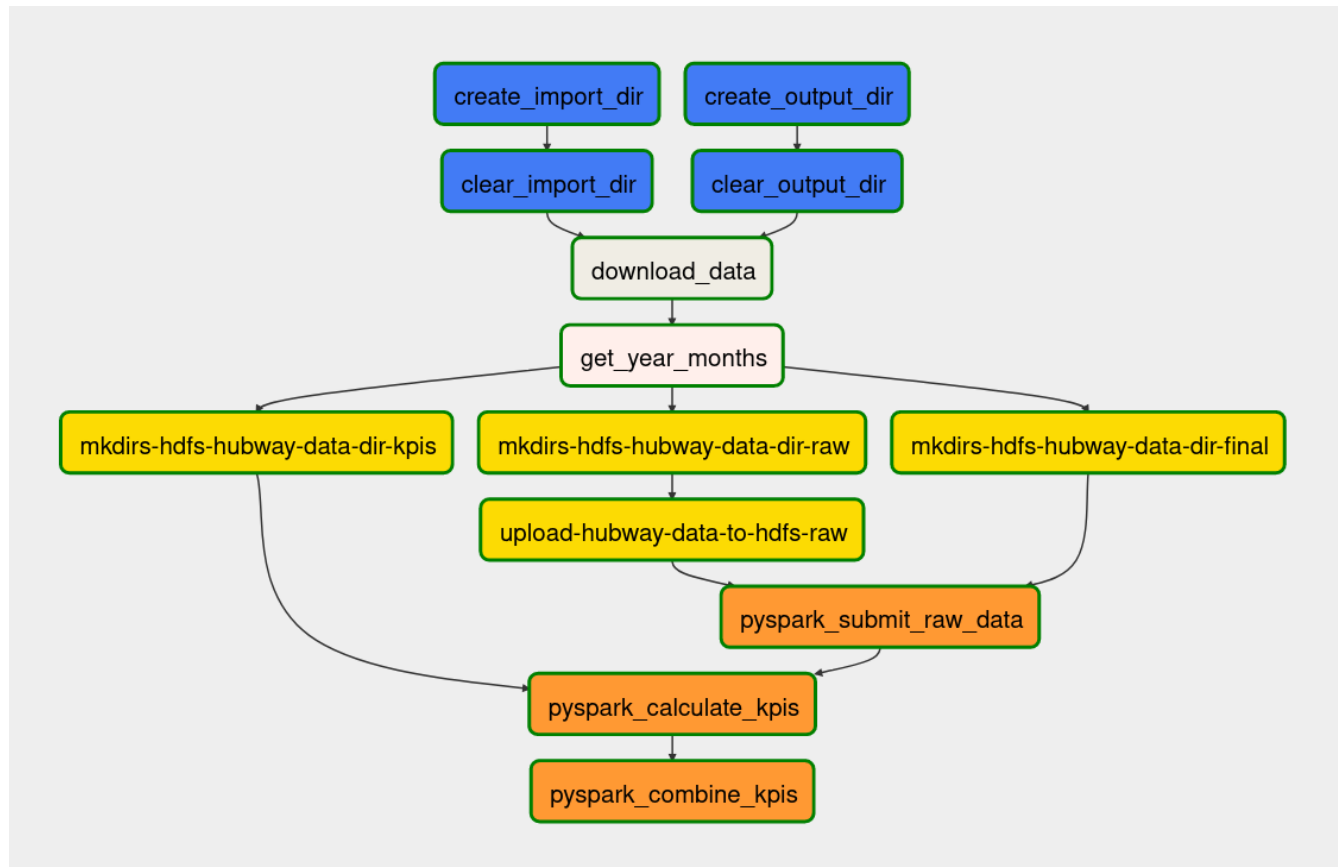 create_import_dir
create_output_dir
clear_import_dir
clear_output_dir
download_data
get_year_months
mkdirs-hdfs-hubway-data-dir-kpis
mkdirs-hdfs-hubway-data-dir-raw
mkdirs-hdfs-hubway-data-dir-final
upload-hubway-data-to-hdfs-raw
pyspark_submit_raw_data
pyspark_calculate_kpis
pyspark_combine_kpis